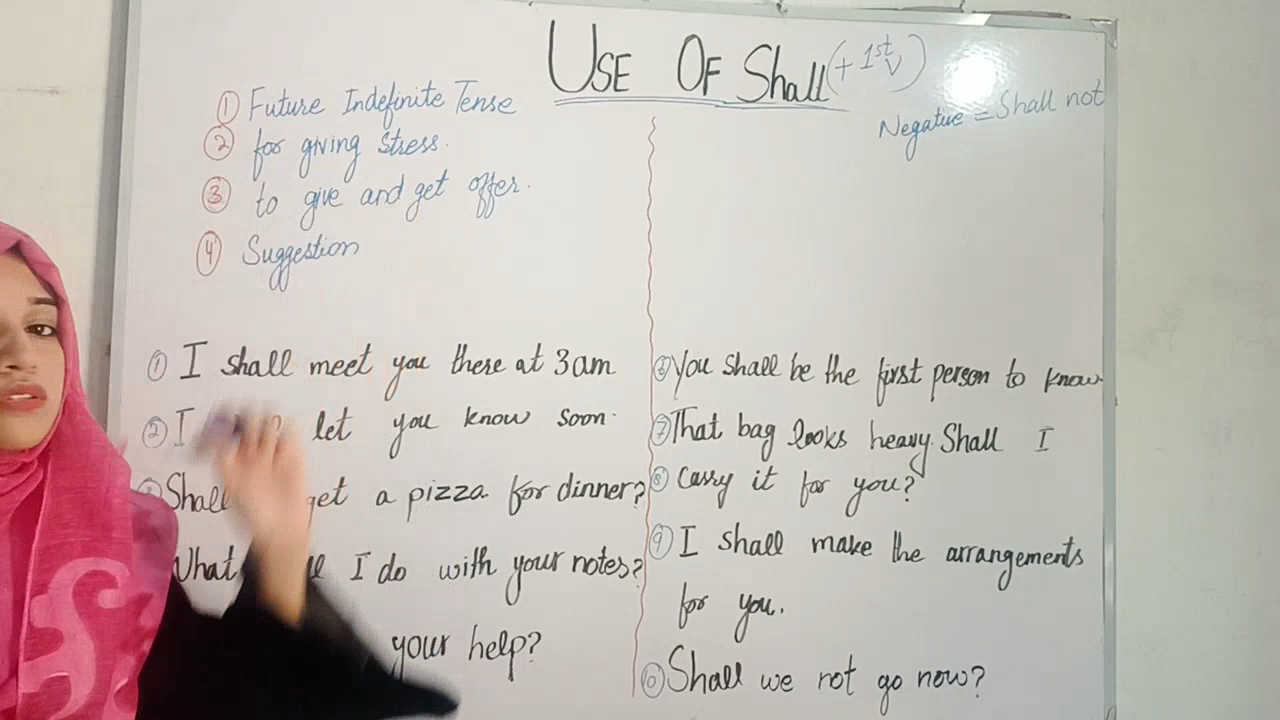 USE OF Shall (+ 1st V)
Negative = Shall not
① Future Indefinite Tense
② for giving stress.
③ to give and get offer.
④ Suggestion
① I shall meet you there at 3am
② I let you know soon.
Shall get a pizza for dinner?
What I do with your notes?
your help?
⑥ You shall be the first person to know.
⑦ That bag looks heavy. Shall I
⑧ carry it for you?
⑨ I shall make the arrangements
for you.
⑩ Shall we not go now?